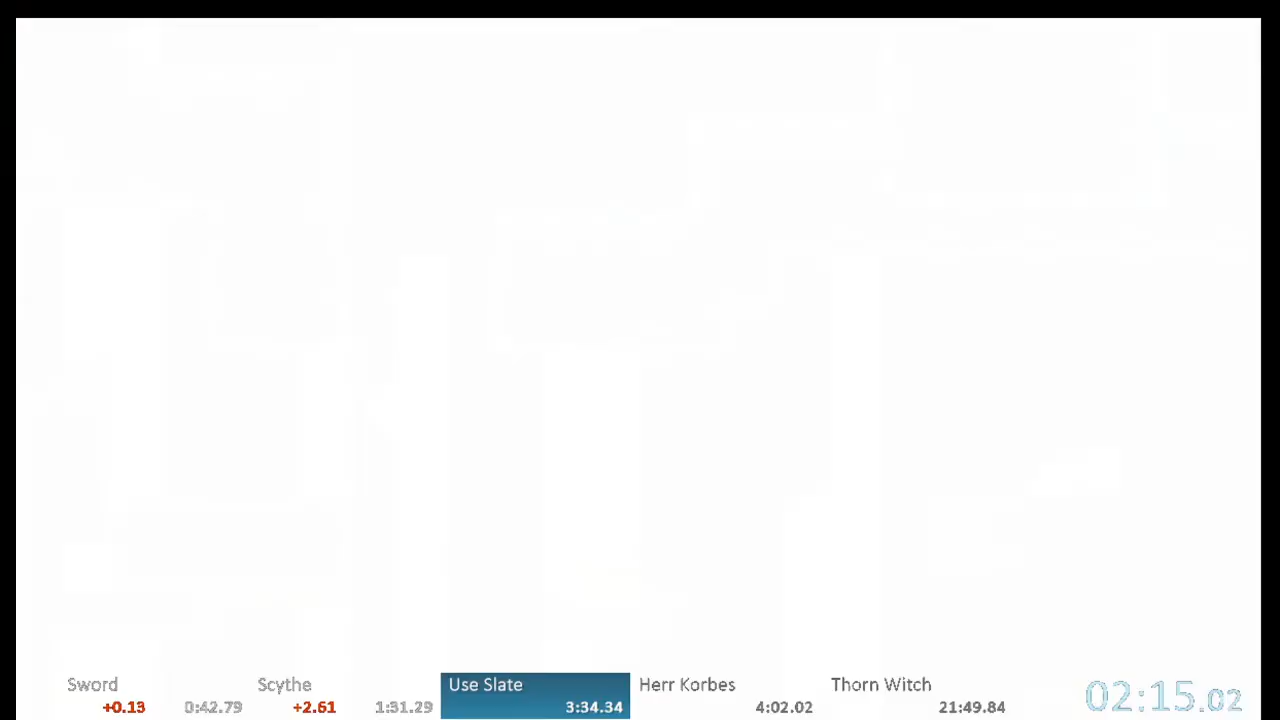 Sword Scythe Use Slate Herr Korbes Thorn Witch
+0.13 0:42.79 +2.61 1:31.29 3:34.34 4:02.02 21:49.84 02:15.02